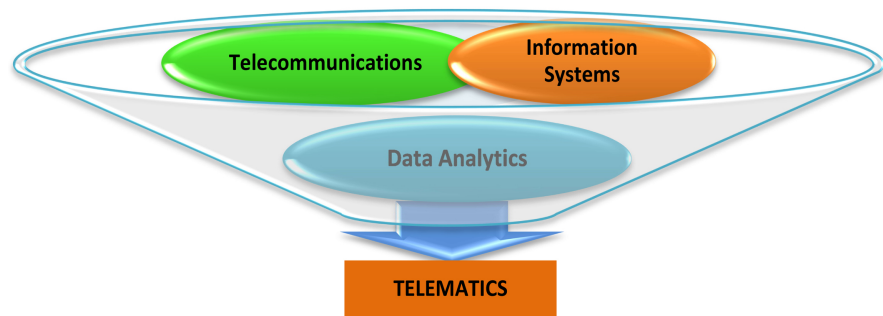 Telecommunications
Information
Systems
Data Analytics
TELEMATICS